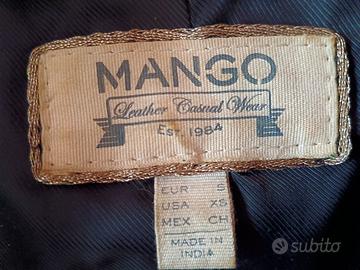 MANGO
Leather Casual Wear
EST. 1984
EUR S
USA XS
MEX CH
MADE IN
INDIA
subito